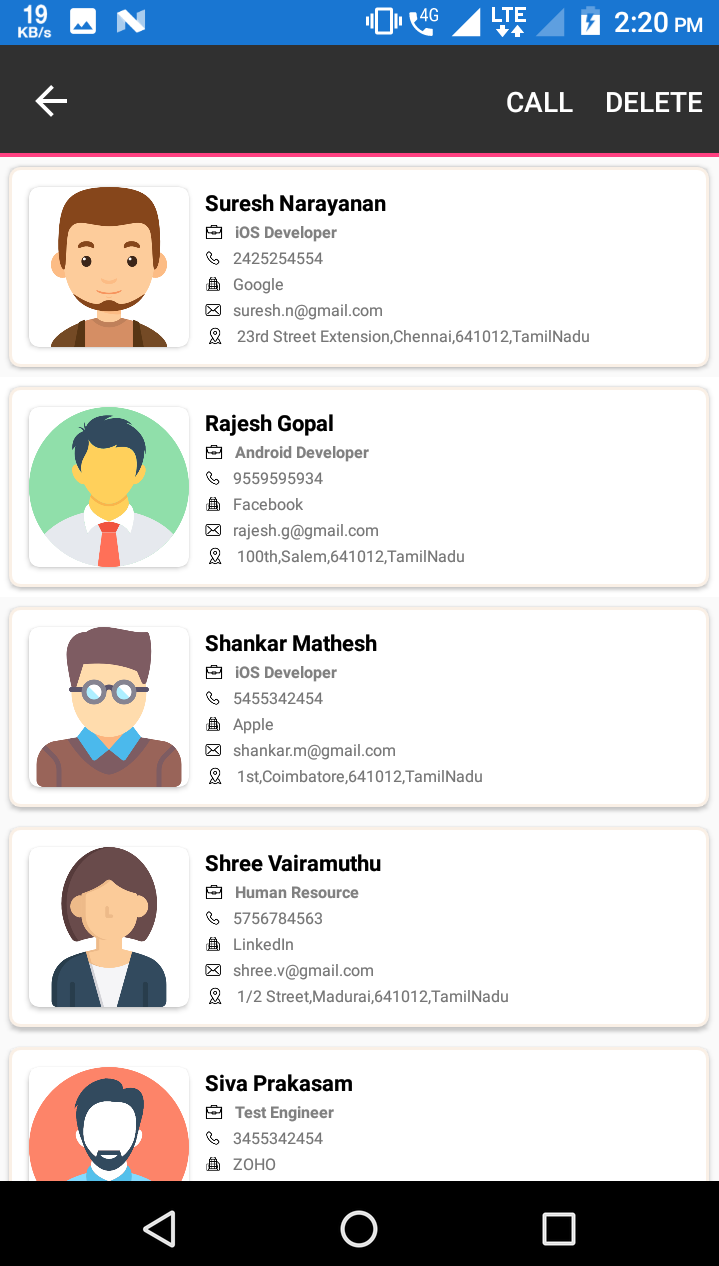 19
KB/s
4G
LTE
2:20 PM
CALL
DELETE
Suresh Narayanan
iOS Developer
2425254554
Google
suresh.n@gmail.com
23rd Street Extension,Chennai,641012,TamilNadu
Rajesh Gopal
Android Developer
9559595934
Facebook
rajesh.g@gmail.com
100th,Salem,641012,TamilNadu
Shankar Mathesh
iOS Developer
5455342454
Apple
shankar.m@gmail.com
1st,Coimbatore,641012,TamilNadu
Shree Vairamuthu
Human Resource
5756784563
LinkedIn
shree.v@gmail.com
1/2 Street,Madurai,641012,TamilNadu
Siva Prakasam
Test Engineer
3455342454
ZOHO